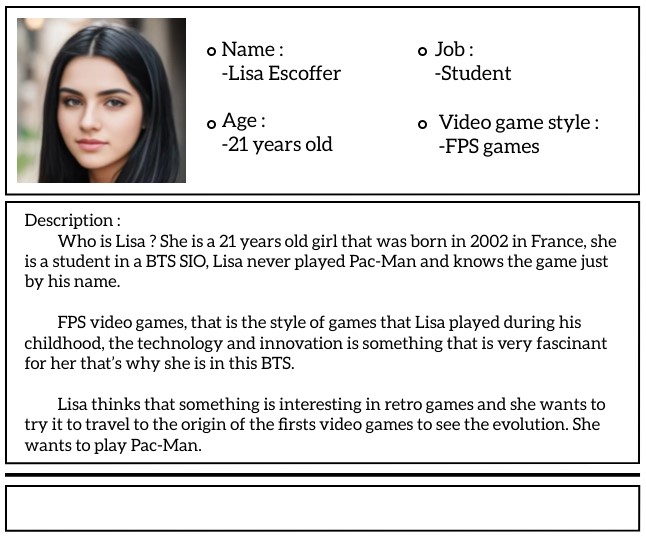 Name :
-Lisa Escoffer
Job :
-Student
Age :
-21 years old
Video game style :
-FPS games
Description :
Who is Lisa ? She is a 21 years old girl that was born in 2002 in France, she
is a student in a BTS SIO, Lisa never played Pac-Man and knows the game just
by his name.
FPS video games, that is the style of games that Lisa played during his
childhood, the technology and innovation is something that is very fascinant
for her that’s why she is in this BTS.
Lisa thinks that something is interesting in retro games and she wants to
try it to travel to the origin of the firsts video games to see the evolution. She
wants to play Pac-Man.